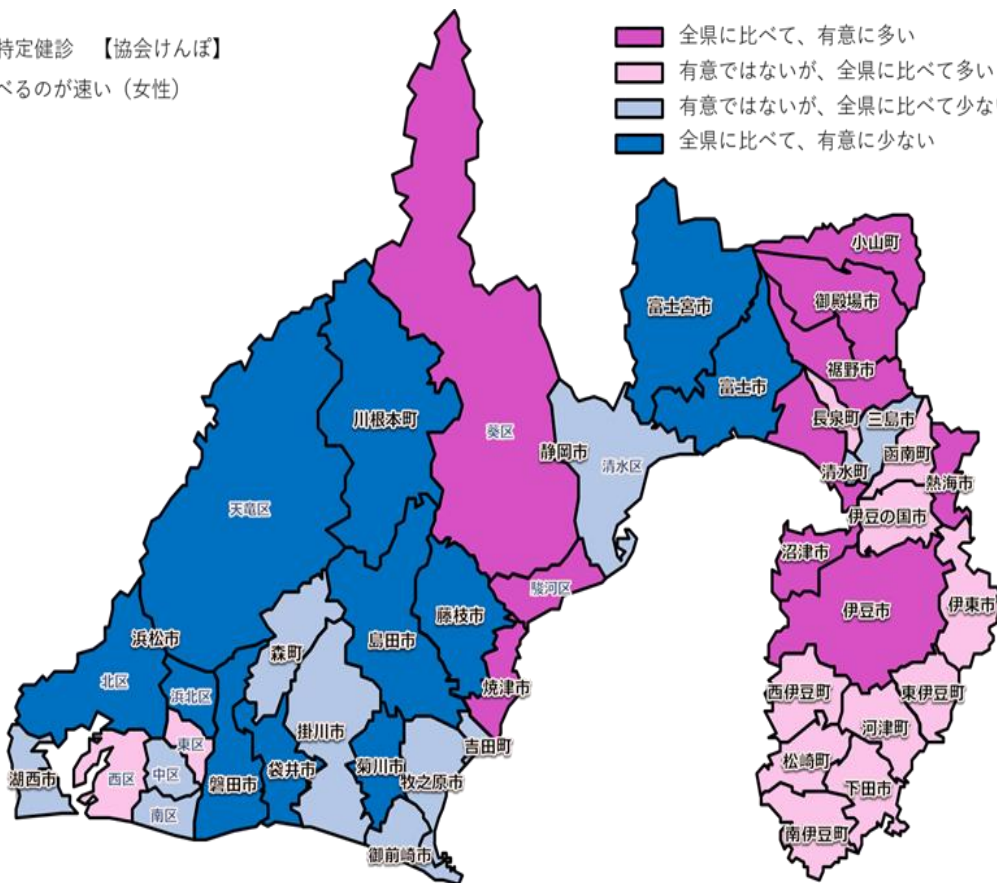 特定健診 【協会けんぽ】
べるのが速い（女性）
全県に比べて、有意に多い
有意ではないが、全県に比べて多い
有意ではないが、全県に比べて少ない
全県に比べて、有意に少ない
小山町
御殿場市
富士宮市
裾野市
富士市
長泉町
三島市
川根本町
葵区
静岡市
清水区
清水町
函南町
熱海市
天竜区
伊豆の国市
沼津市
駿河区
伊豆市
伊東市
藤枝市
浜松市
島田市
森町
北区
浜北区
焼津市
西伊豆町
東伊豆町
掛川市
河津町
東区
吉田町
湖西市
西区
中区
磐田市
袋井市
菊川市
牧之原市
松崎町
下田市
南区
南伊豆町
御前崎市